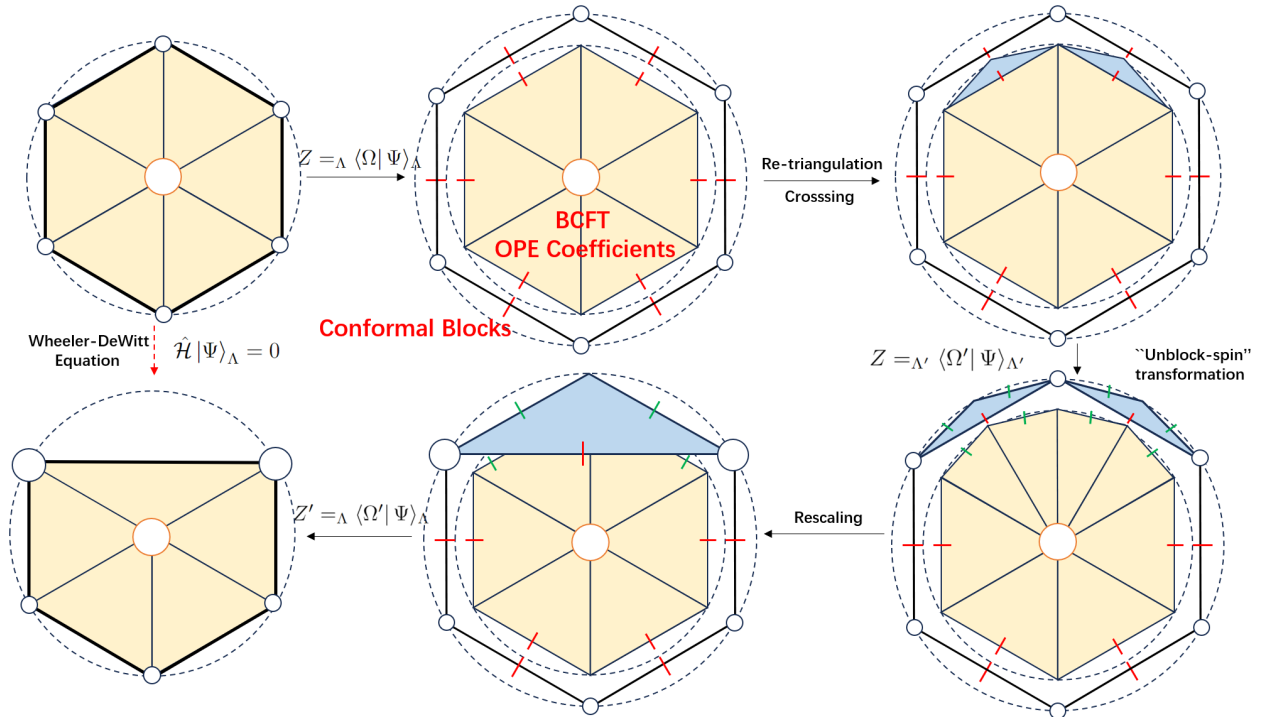 Z =_Λ ⟨Ω| Ψ⟩_Λ
Re-triangulation
Crosssing
BCFT
OPE Coefficients
Conformal Blocks
Wheeler-DeWitt
Equation
Ĥ |Ψ⟩_Λ = 0
Z =_Λ′ ⟨Ω′| Ψ⟩_Λ′
``Unblock-spin''
transformation
Z′ =_Λ ⟨Ω′| Ψ⟩_Λ
Rescaling